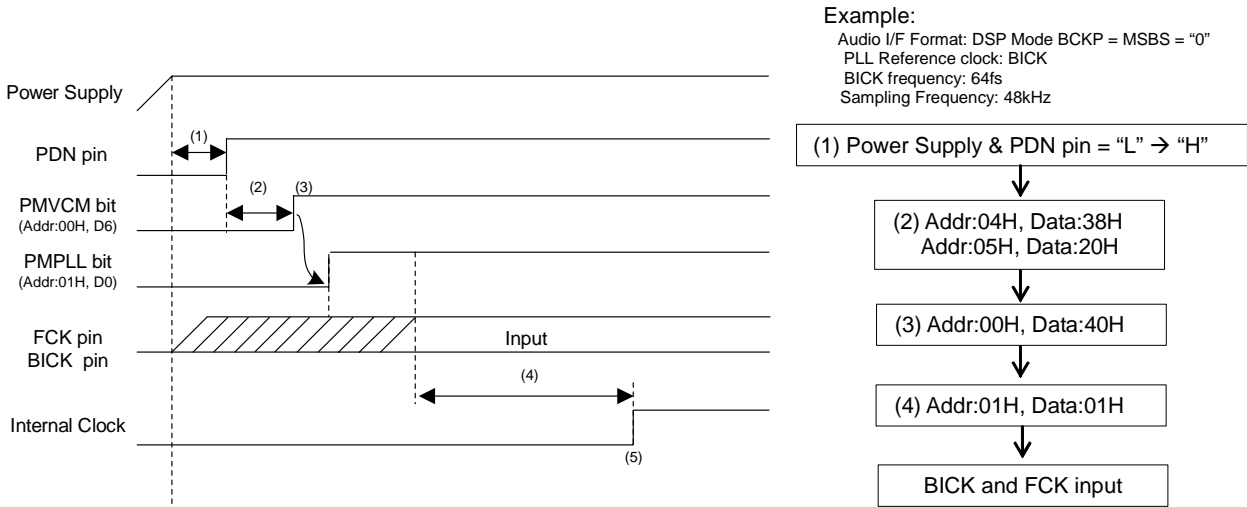 Example:
Audio I/F Format: DSP Mode BCKP = MSBS = “0”
PLL Reference clock: BICK
BICK frequency: 64fs
Sampling Frequency: 48kHz
Power Supply
(1)
PDN pin
(2)
(3)
PMVCM bit
(Addr:00H, D6)
PMPLL bit
(Addr:01H, D0)
FCK pin
BICK pin
Input
(4)
Internal Clock
(5)
(1) Power Supply & PDN pin = “L” → “H”
(2) Addr:04H, Data:38H
Addr:05H, Data:20H
(3) Addr:00H, Data:40H
(4) Addr:01H, Data:01H
BICK and FCK input